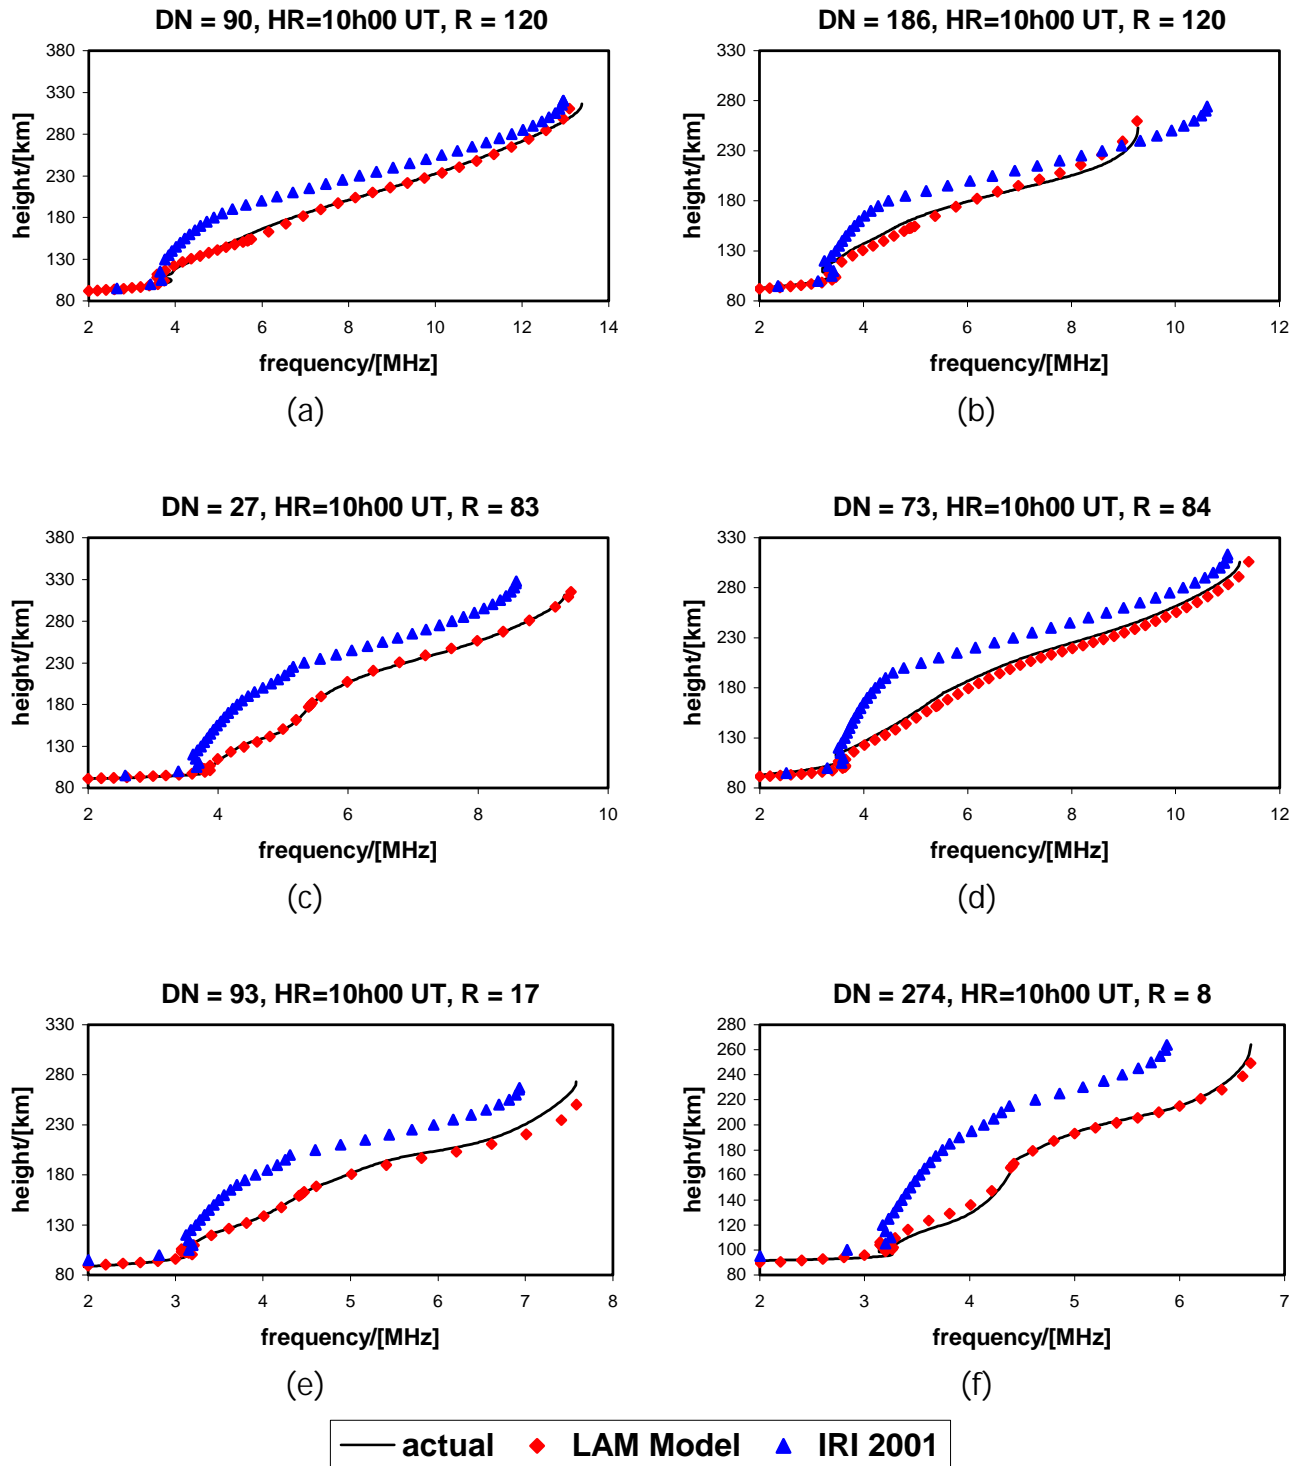 DN = 90, HR=10h00 UT, R = 120
380
330
280
230
180
130
80
height/[km]
2 4 6 8 10 12 14
frequency/[MHz]
(a)
DN = 186, HR=10h00 UT, R = 120
330
280
230
180
130
80
height/[km]
2 4 6 8 10 12
frequency/[MHz]
(b)
DN = 27, HR=10h00 UT, R = 83
380
330
280
230
180
130
80
height/[km]
2 4 6 8 10
frequency/[MHz]
(c)
DN = 73, HR=10h00 UT, R = 84
330
280
230
180
130
80
height/[km]
2 4 6 8 10 12
frequency/[MHz]
(d)
DN = 93, HR=10h00 UT, R = 17
330
280
230
180
130
80
height/[km]
2 3 4 5 6 7 8
frequency/[MHz]
(e)
DN = 274, HR=10h00 UT, R = 8
280
260
240
220
200
180
160
140
120
100
80
height/[km]
2 3 4 5 6 7
frequency/[MHz]
(f)
actual LAM Model IRI 2001